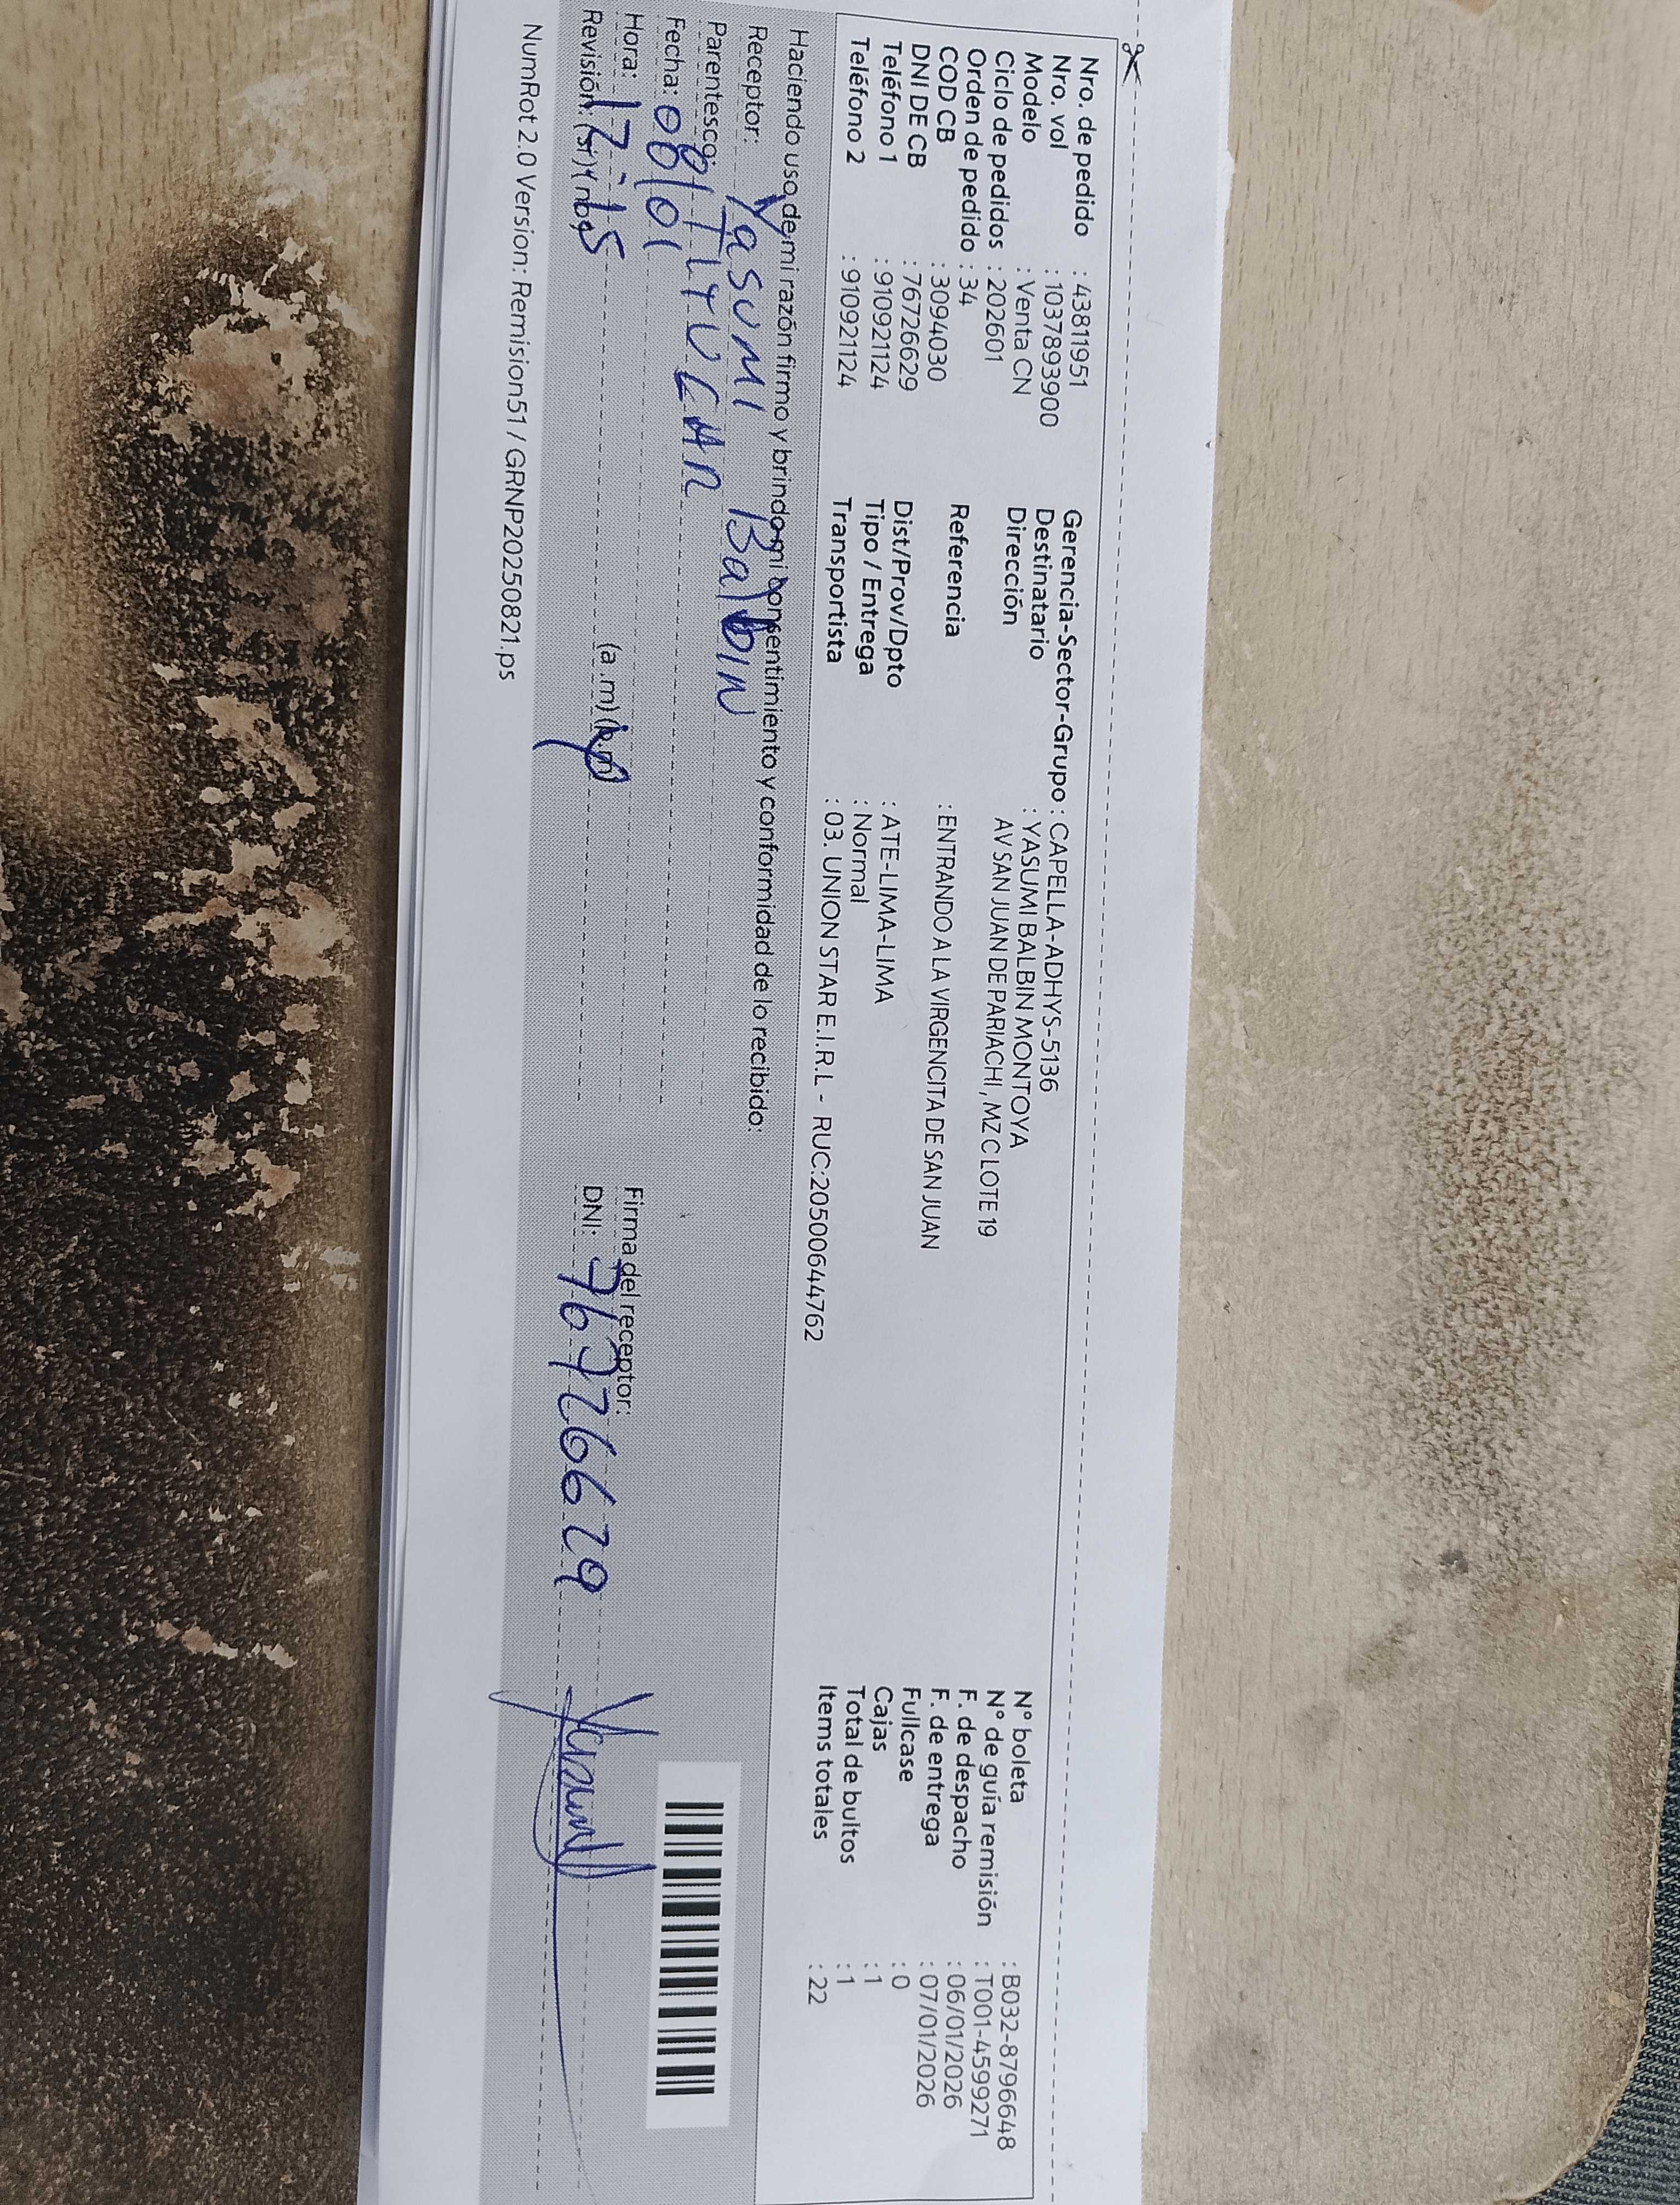 Nro. de pedido : 43811951
Nro. vol : 1037893900
Modelo : Venta CN
Ciclo de pedidos : 202601
Orden de pedido : 34
COD CB : 3094030
DNI DE CB : 76726629
Teléfono 1 : 910921124
Teléfono 2 : 910921124
Gerencia-Sector-Grupo : CAPELLA-ADHYS-5136
Destinatario : YASUMI BALBIN MONTOYA
Dirección AV SAN JUAN DE PARIACHI , MZ C LOTE 19
Referencia : ENTRANDO A LA VIRGENCITA DE SAN JUAN
Dist/Prov/Dpto : ATE-LIMA-LIMA
Tipo / Entrega : Normal
Transportista : 03. UNION STAR E.I.R.L - RUC:20500644762
N° boleta : B032-8796648
N° de guía remisión : T001-4599271
F. de despacho : 06/01/2026
F. de entrega : 07/01/2026
Fullcase : 0
Cajas : 1
Total de bultos : 1
Items totales : 22
Haciendo uso de mi razón firmo y brindo mi consentimiento y conformidad de lo recibido:
Receptor: Yasumi Balbin
Parentesco: TITULAR
Fecha: 08/01
Hora: 12:15 (a.m) (p.m)
Revisión: (si) (no)
Firma del receptor:
DNI: 76726629
NumRot 2.0 Version: Remision51 / GRNP20250821.ps